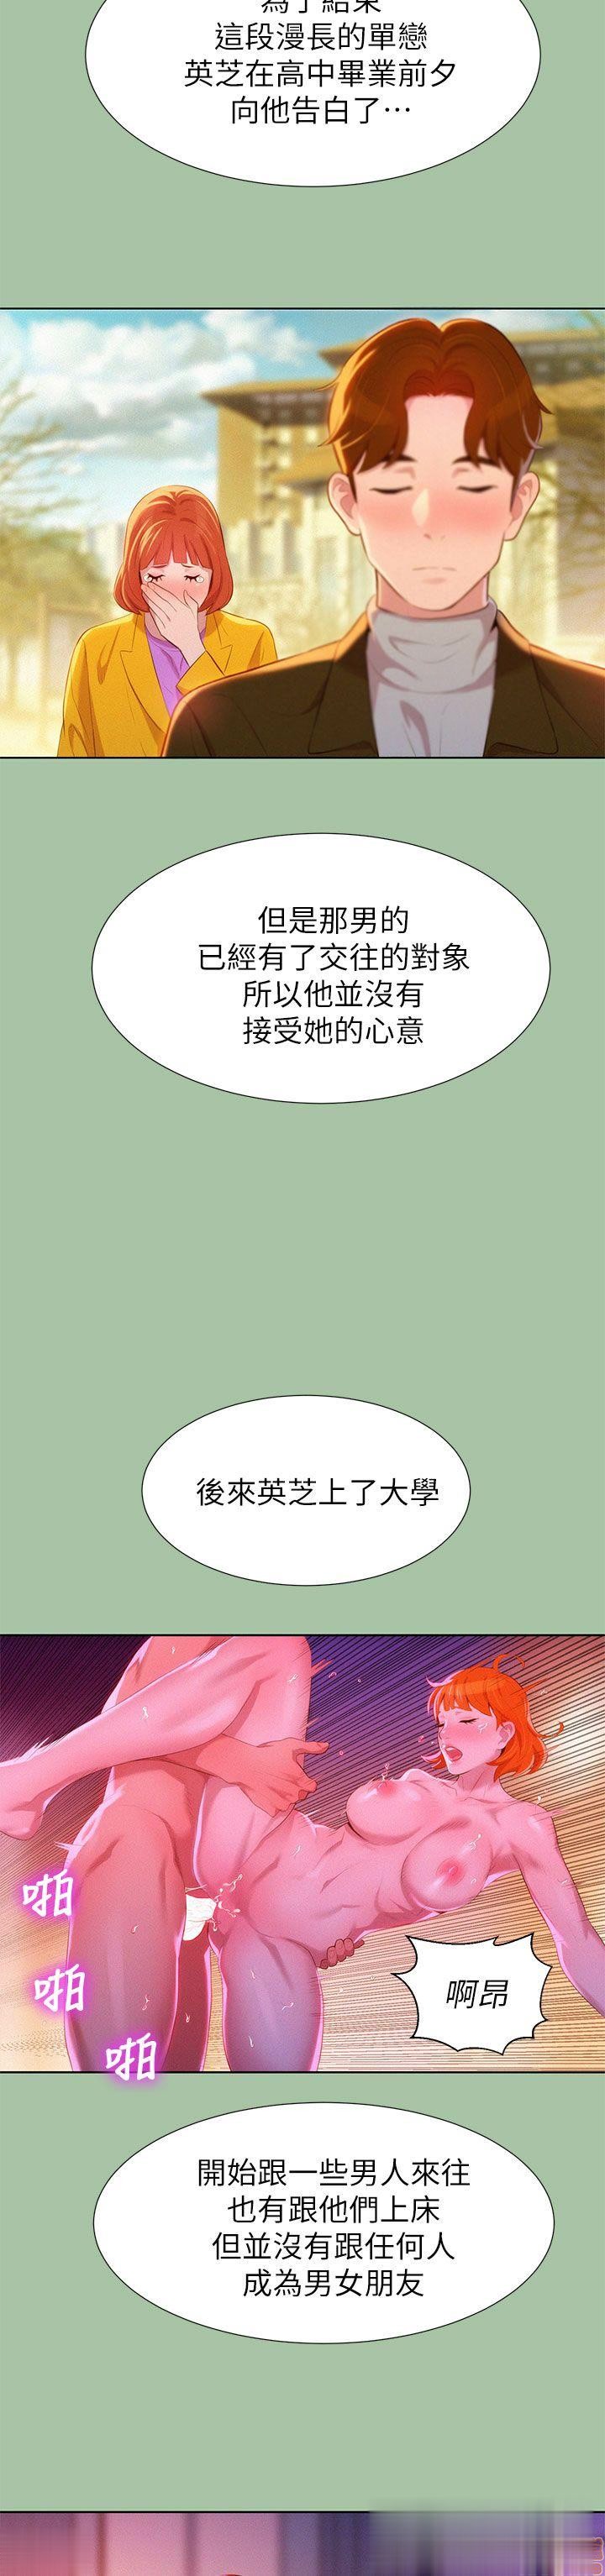 為了結束
這段漫長的單戀
英芝在高中畢業前夕
向他告白了…
但是那男的
已經有了交往的對象
所以他並沒有
接受她的心意
後來英芝上了大學
啪
啪
啪
啊昂
開始跟一些男人來往
也有跟他們上床
但並沒有跟任何人
成為男女朋友